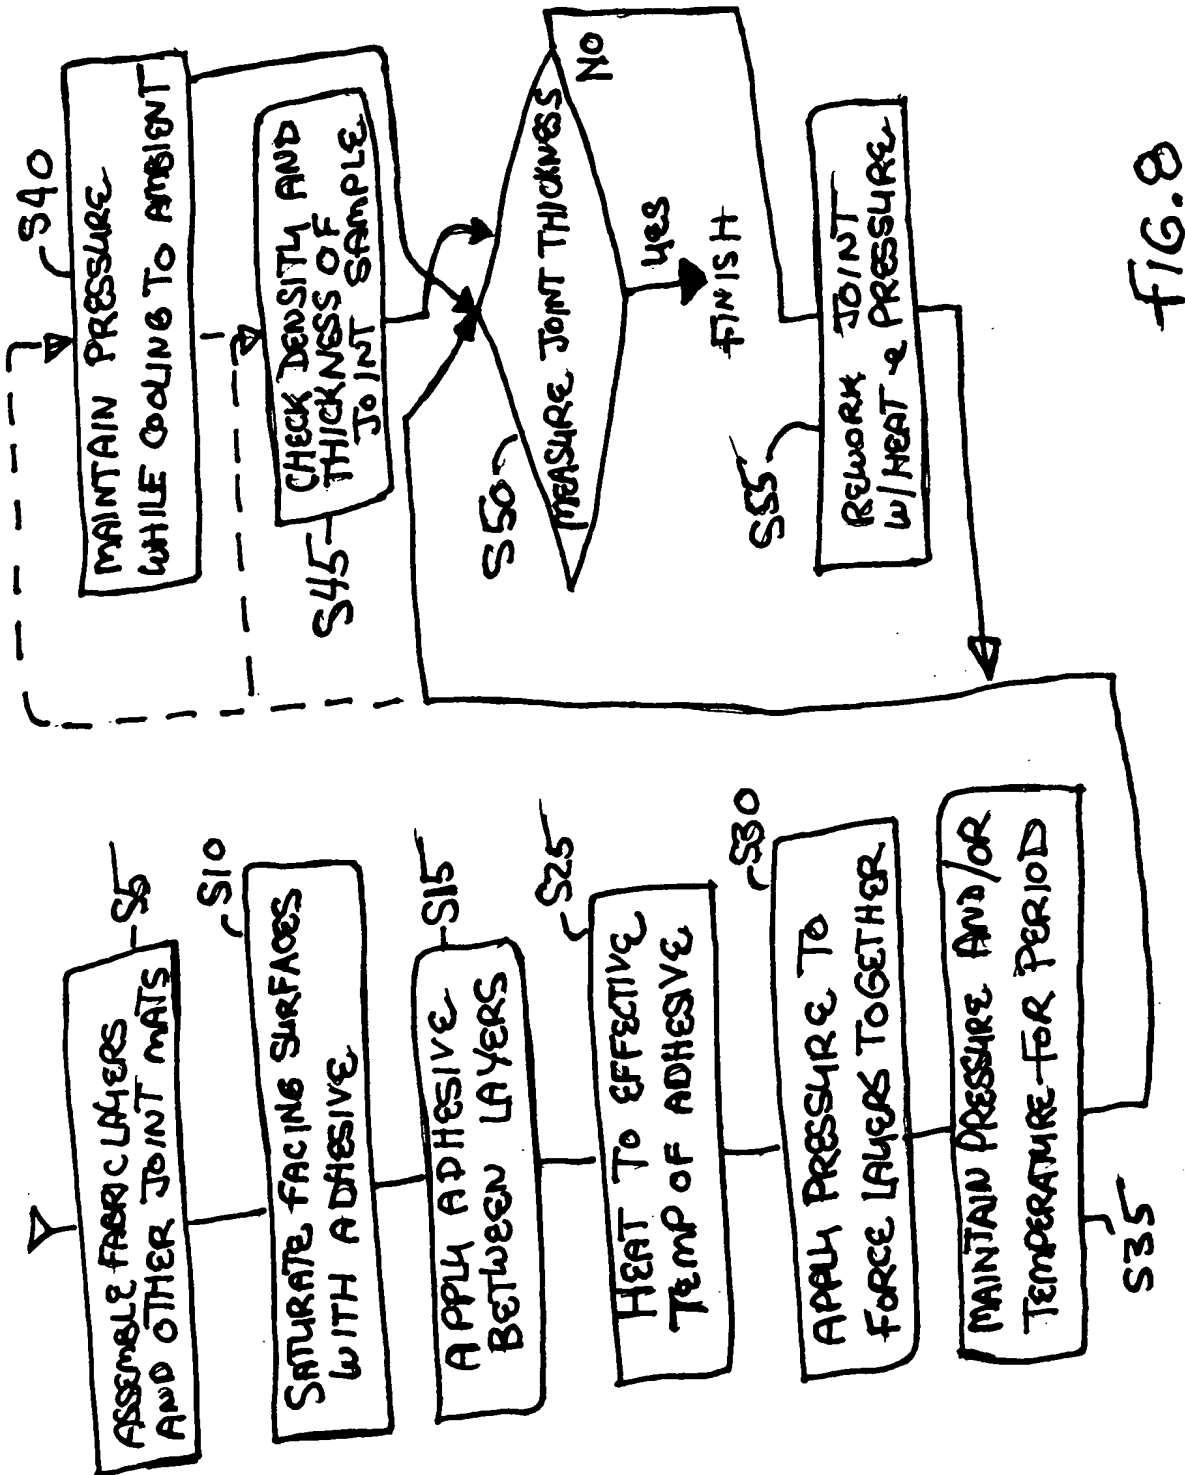 S5
ASSEMBLE FABRIC LAYERS
AND OTHER JOINT MATS
S10
SATURATE FACING SURFACES
WITH ADHESIVE
S15
APPLY ADHESIVE
BETWEEN LAYERS
S25
HEAT TO EFFECTIVE
TEMP OF ADHESIVE
S30
APPLY PRESSURE TO
FORCE LAYERS TOGETHER
MAINTAIN PRESSURE AND/OR
TEMPERATURE FOR PERIOD
S35
S40
MAINTAIN PRESSURE
WHILE COOLING TO AMBIENT
S45
CHECK DENSITY AND
THICKNESS OF
JOINT SAMPLE
S50
MEASURE JOINT THICKNESS
NO
YES
FINISH
S55
REWORK JOINT
W/HEAT & PRESSURE
FIG. 8